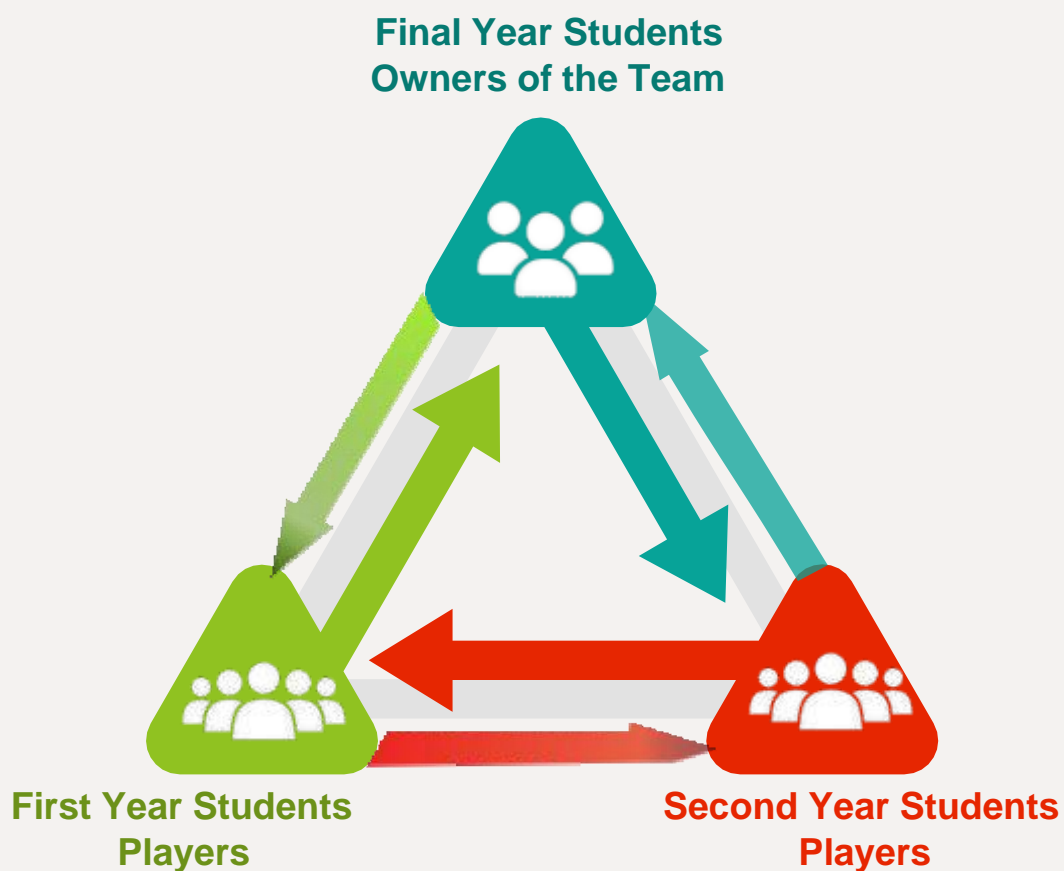 Final Year Students
Owners of the Team
First Year Students
Players
Second Year Students
Players